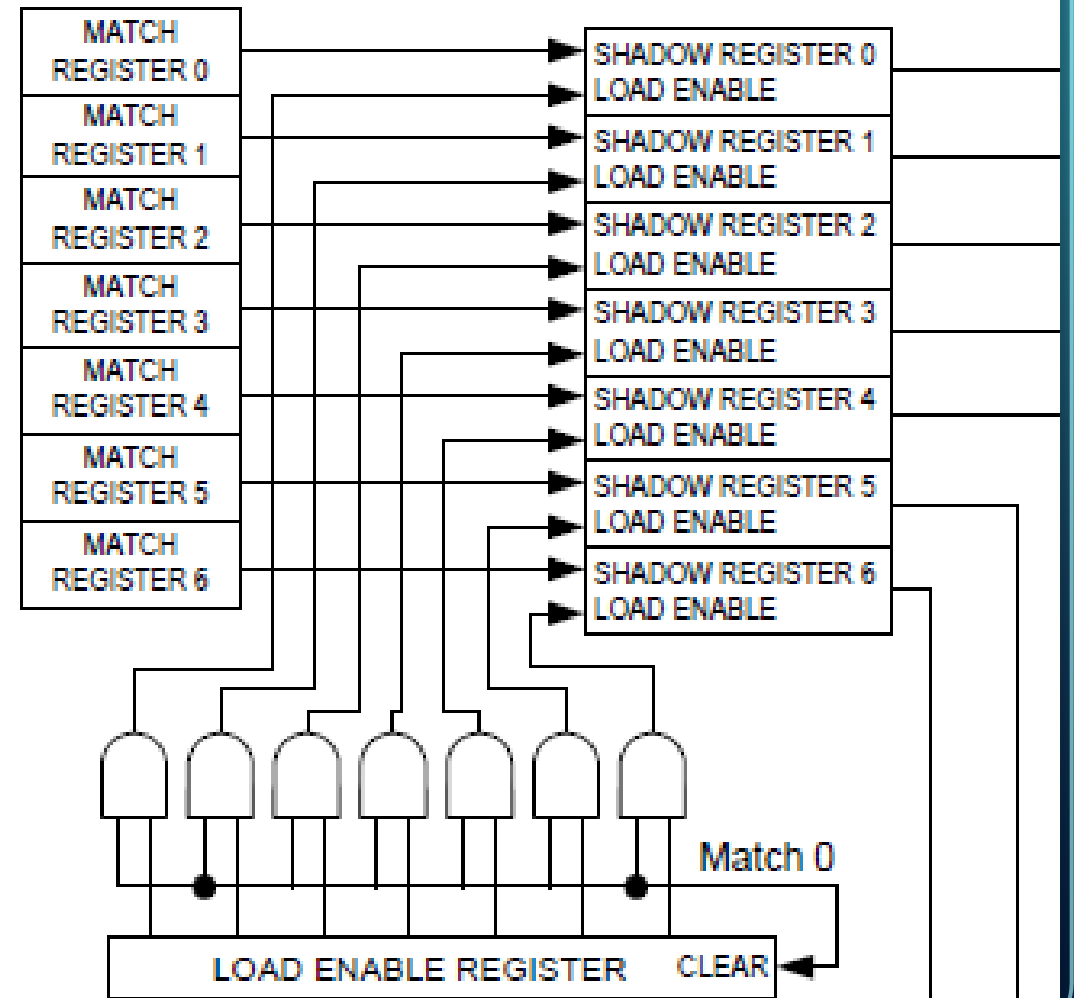 MATCH
REGISTER 0
MATCH
REGISTER 1
MATCH
REGISTER 2
MATCH
REGISTER 3
MATCH
REGISTER 4
MATCH
REGISTER 5
MATCH
REGISTER 6
SHADOW REGISTER 0
LOAD ENABLE
SHADOW REGISTER 1
LOAD ENABLE
SHADOW REGISTER 2
LOAD ENABLE
SHADOW REGISTER 3
LOAD ENABLE
SHADOW REGISTER 4
LOAD ENABLE
SHADOW REGISTER 5
LOAD ENABLE
SHADOW REGISTER 6
LOAD ENABLE
Match 0
LOAD ENABLE REGISTER
CLEAR